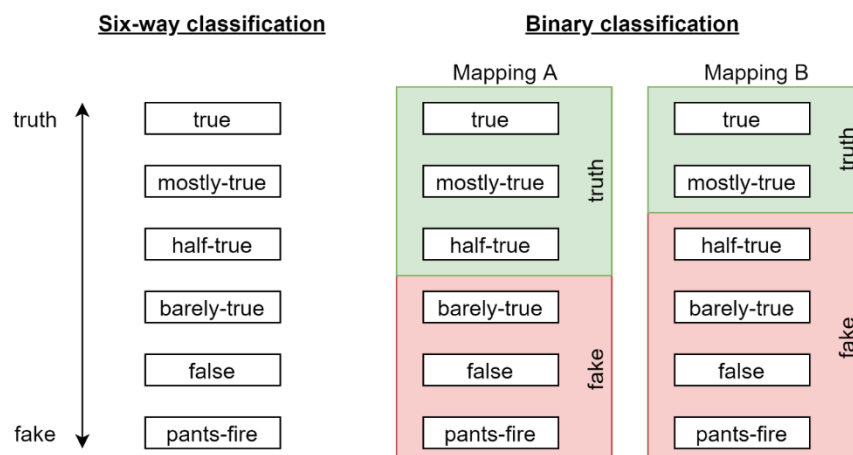 Six-way classification
Binary classification
Mapping A
Mapping B
truth
true
true
true
mostly-true
mostly-true
mostly-true
truth
truth
half-true
half-true
half-true
barely-true
barely-true
barely-true
fake
fake
false
false
false
fake
pants-fire
pants-fire
pants-fire